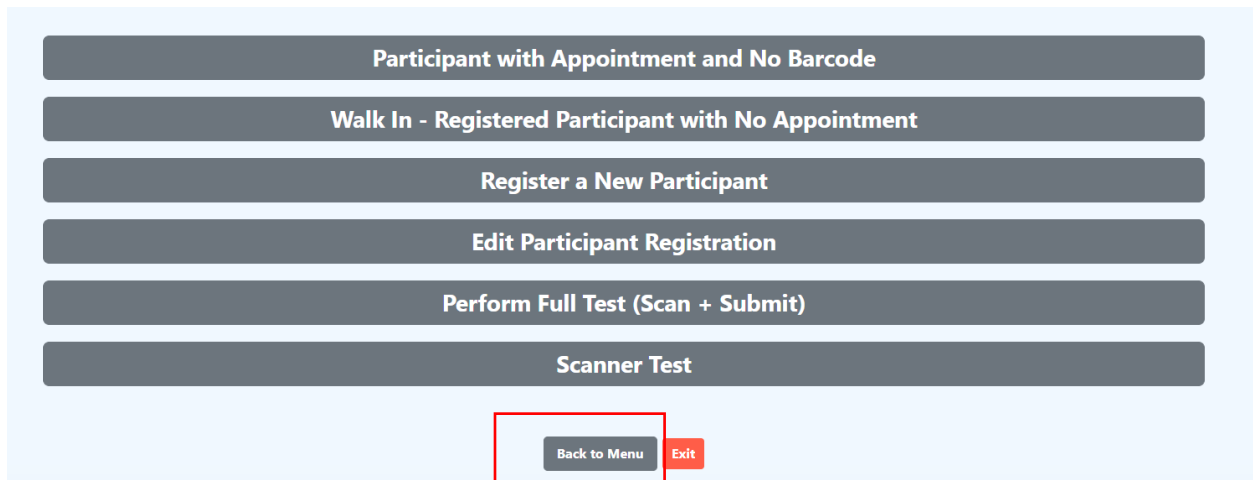 Participant with Appointment and No Barcode
Walk In - Registered Participant with No Appointment
Register a New Participant
Edit Participant Registration
Perform Full Test (Scan + Submit)
Scanner Test
Back to Menu Exit